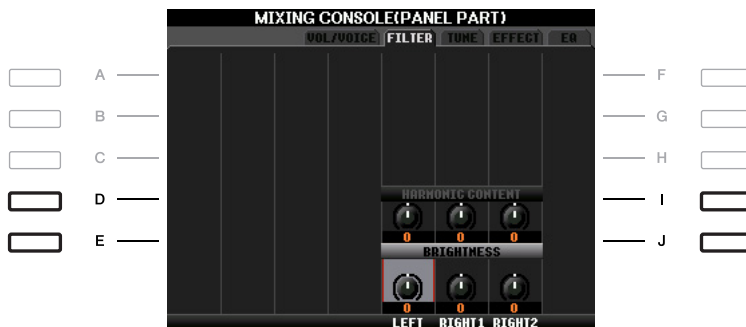 MIXING CONSOLE(PANEL PART)
VOL/VOICE FILTER TUNE EFFECT EQ
A F
B G
C H
D I
E J
HARMONIC CONTENT
0 0 0
BRIGHTNESS
0 0 0
LEFT RIGHT1 RIGHT2